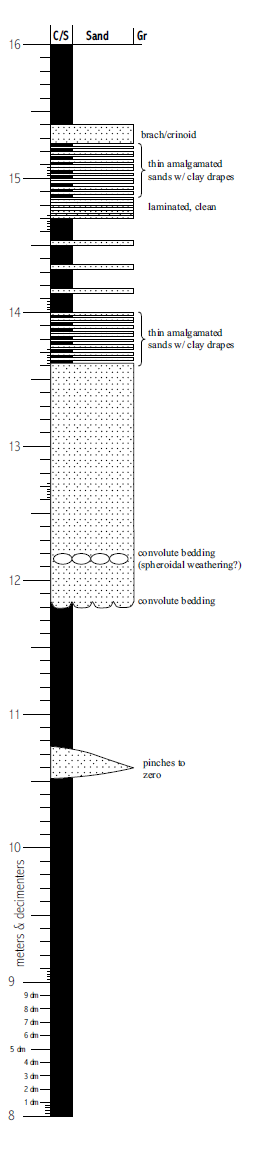 C/S Sand Gr
16
brach/crinoid
thin amalgamated
sands w/ clay drapes
15
laminated, clean
14
thin amalgamated
sands w/ clay drapes
13
convolute bedding
(spheroidal weathering?)
12
convolute bedding
11
pinches to
zero
10
meters & decimenters
9
9 dm
8 dm
7 dm
6 dm
5 dm
4 dm
3 dm
2 dm
1 dm
8